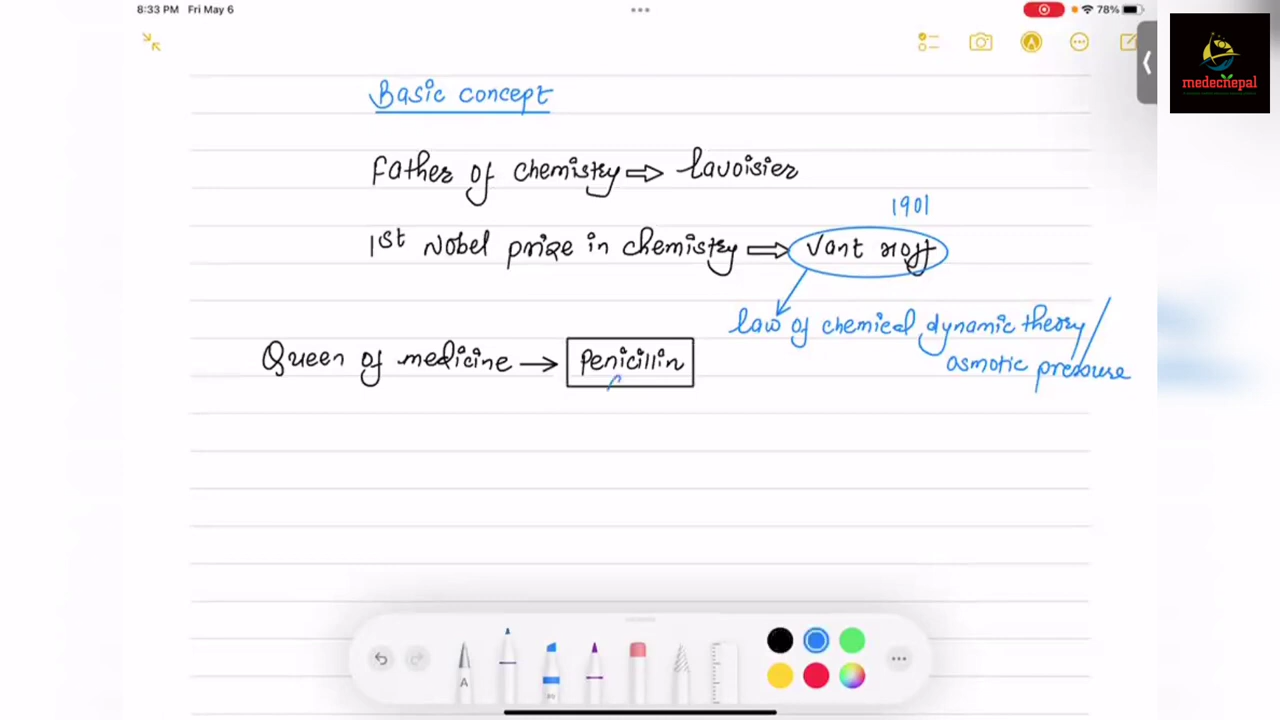 8:33 PM Fri May 6
78%
medecnepal
Basic concept
Father of chemistry ⇒ lavoisier
1901
1st Nobel prize in chemistry ⇒ Vant Hoff
law of chemical dynamic theory/
osmotic pressure
Queen of medicine → Penicillin
A